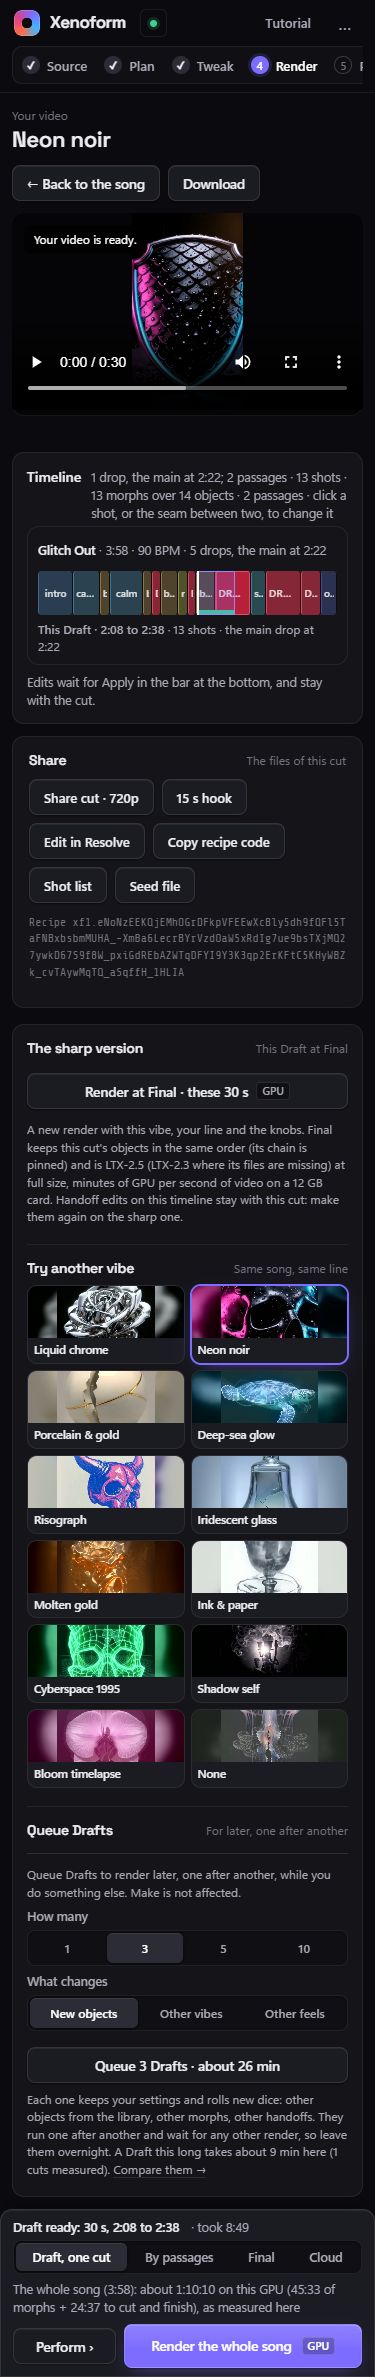 Xenoform
Tutorial
...
Source
Plan
Tweak
4 Render
5
Your video
Neon noir
← Back to the song
Download
Your video is ready.
0:00 / 0:30
Timeline
1 drop, the main at 2:22; 2 passages · 13 shots ·
13 morphs over 14 objects · 2 passages · click a
shot, or the seam between two, to change it
Glitch Out · 3:58 · 90 BPM · 5 drops, the main at 2:22
intro ca... calm b.. r b... DR... s.. DR... D.. o..
This Draft · 2:08 to 2:38 · 13 shots · the main drop at
2:22
Edits wait for Apply in the bar at the bottom, and stay
with the cut.
Share
The files of this cut
Share cut · 720p
15 s hook
Edit in Resolve
Copy recipe code
Shot list
Seed file
The sharp version
This Draft at Final
Render at Final · these 30 s GPU
A new render with this vibe, your line and the knobs. Final
keeps this cut's objects in the same order (its chain is
pinned) and is LTX-2.5 (LTX-2.3 where its files are missing) at
full size, minutes of GPU per second of video on a 12 GB
card. Handoff edits on this timeline stay with this cut: make
them again on the sharp one.
Try another vibe
Same song, same line
Liquid chrome
Neon noir
Porcelain & gold
Deep-sea glow
Risograph
Iridescent glass
Molten gold
Ink & paper
Cyberspace 1995
Shadow self
Bloom timelapse
None
Queue Drafts
For later, one after another
Queue Drafts to render later, one after another, while you
do something else. Make is not affected.
How many
1 3 5 10
What changes
New objects
Other vibes
Other feels
Queue 3 Drafts · about 26 min
Each one keeps your settings and rolls new dice: other
objects from the library, other morphs, other handoffs. They
run one after another and wait for any other render, so leave
them overnight. A Draft this long takes about 9 min here (1
cuts measured). Compare them →
Draft ready: 30 s, 2:08 to 2:38 · took 8:49
Draft, one cut
By passages
Final
Cloud
The whole song (3:58): about 1:10:10 on this GPU (45:33 of
morphs + 24:37 to cut and finish), as measured here
Perform ›
Render the whole song GPU